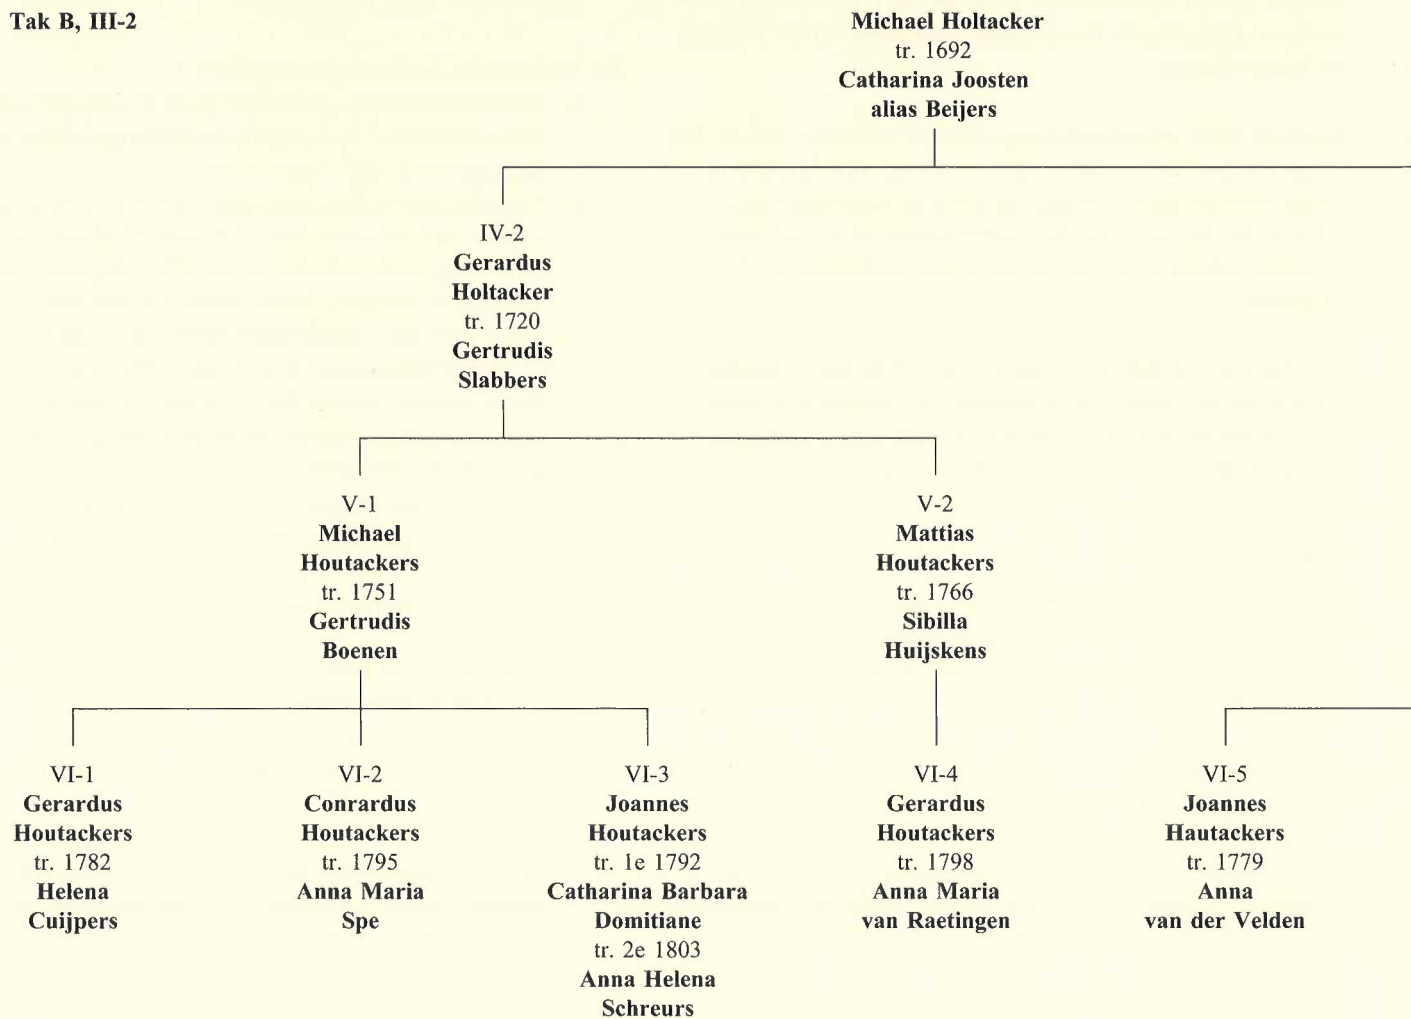 Tak B, III-2
Michael Holtacker
tr. 1692
Catharina Joosten
alias Beijers
IV-2
Gerardus
Holtacker
tr. 1720
Gertrudis
Slabbers
V-1
Michael
Houtackers
tr. 1751
Gertrudis
Boenen
V-2
Mattias
Houtackers
tr. 1766
Sibilla
Huijskens
VI-1
Gerardus
Houtackers
tr. 1782
Helena
Cuijpers
VI-2
Conrardus
Houtackers
tr. 1795
Anna Maria
Spe
VI-3
Joannes
Houtackers
tr. 1e 1792
Catharina Barbara
Domitiane
tr. 2e 1803
Anna Helena
Schreurs
VI-4
Gerardus
Houtackers
tr. 1798
Anna Maria
van Raetingen
VI-5
Joannes
Hautackers
tr. 1779
Anna
van der Velden